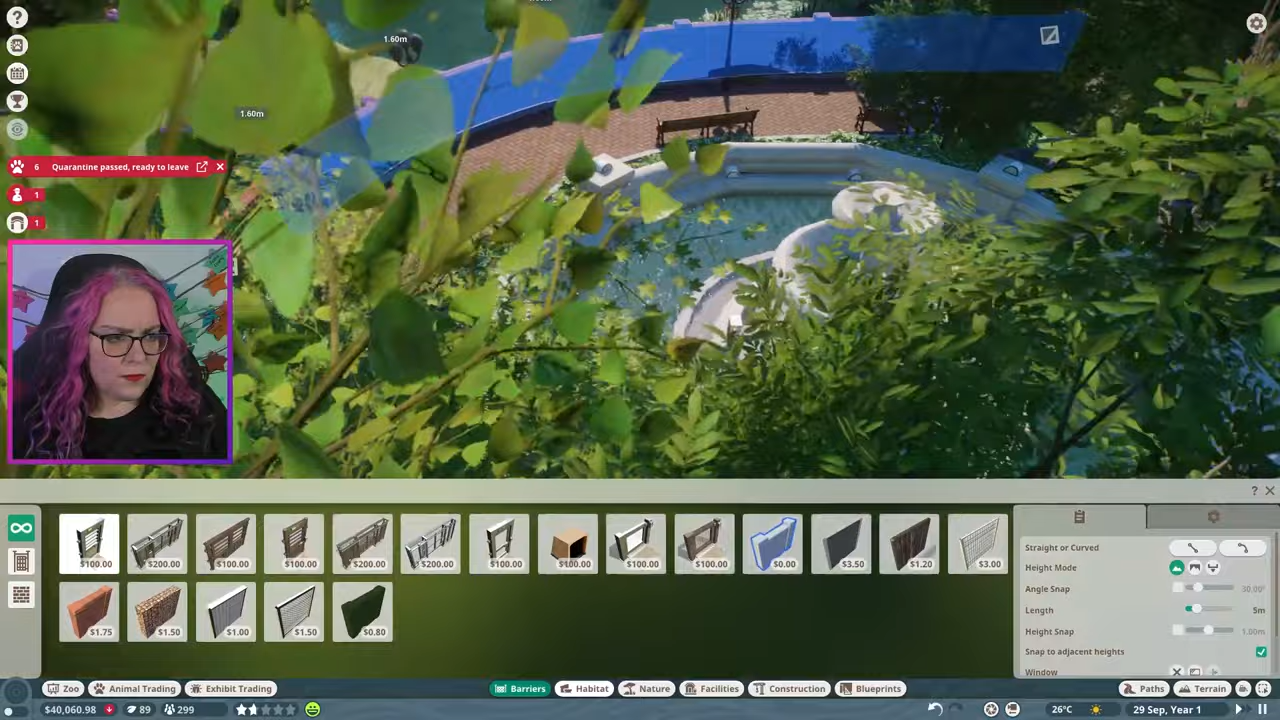 1.60m
1.60m
6 Quarantine passed, ready to leave
1
1
$100.00 $200.00 $100.00 $100.00 $200.00 $200.00 $100.00 $100.00 $100.00 $100.00 $0.00 $3.50 $1.20 $3.00
$1.75 $1.50 $1.00 $1.50 $0.80
Straight or Curved
Height Mode
Angle Snap 30.00°
Length 5m
Height Snap 1.00m
Snap to adjacent heights
Window
Zoo Animal Trading Exhibit Trading Barriers Habitat Nature Facilities Construction Blueprints Paths Terrain
$40,060.98 89 299 26°C 29 Sep, Year 1